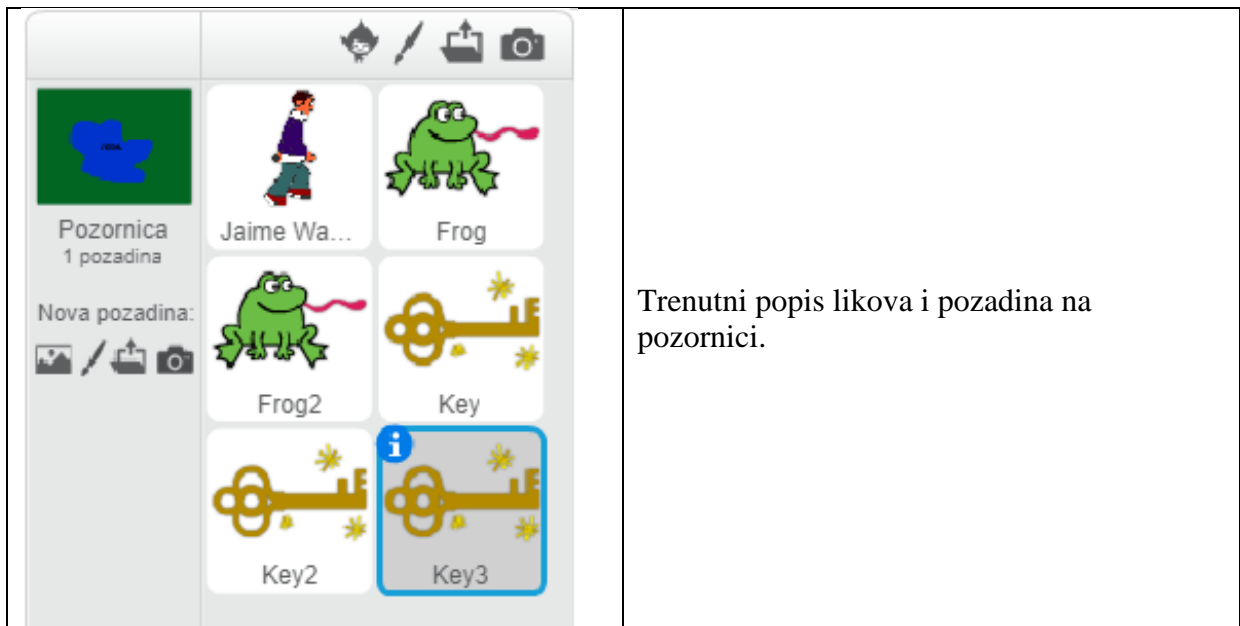 Pozornica
1 pozadina
Nova pozadina:
Jaime Wa...
Frog
Frog2
Key
Key2
Key3
Trenutni popis likova i pozadina na
pozornici.